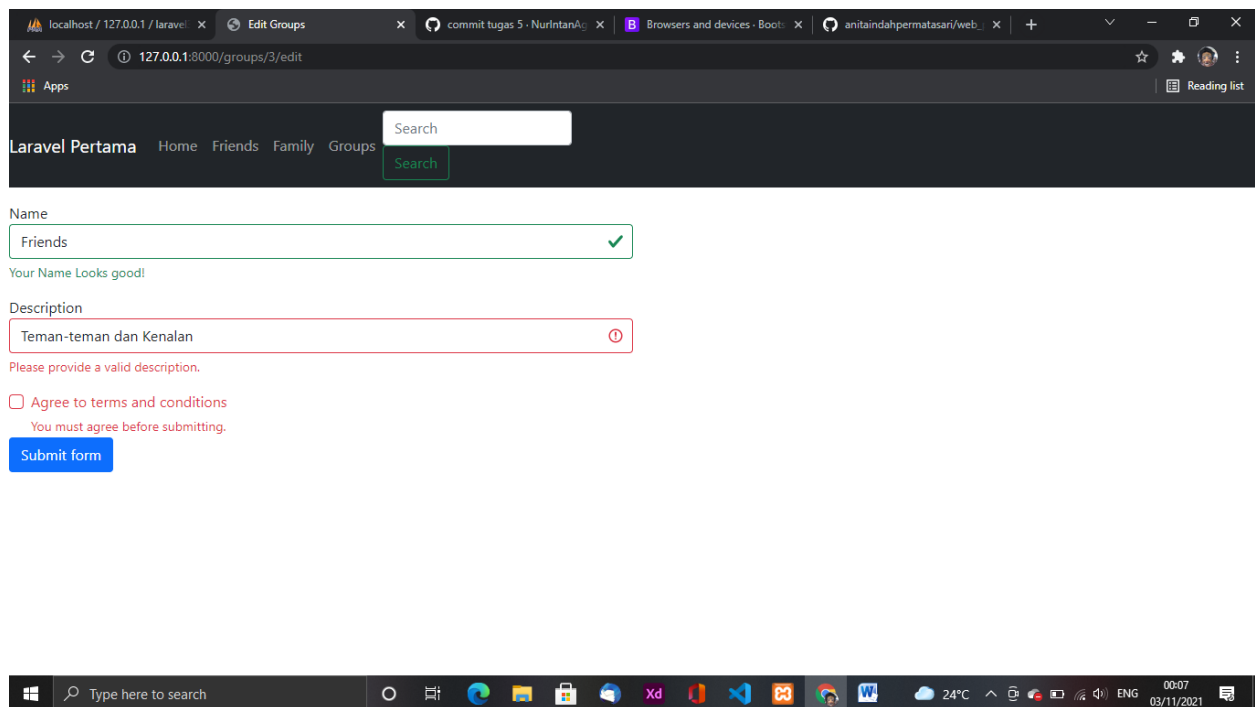 localhost / 127.0.0.1 / laravel
Edit Groups
commit tugas 5 · NurIntanAg
Browsers and devices · Boots
anitaindahpermatasari/web_
127.0.0.1:8000/groups/3/edit
Apps
Reading list
Laravel Pertama Home Friends Family Groups
Search
Search
Name
Friends
Your Name Looks good!
Description
Teman-teman dan Kenalan
Please provide a valid description.
Agree to terms and conditions
You must agree before submitting.
Submit form
Type here to search
Xd
24°C
ENG
00:07
03/11/2021